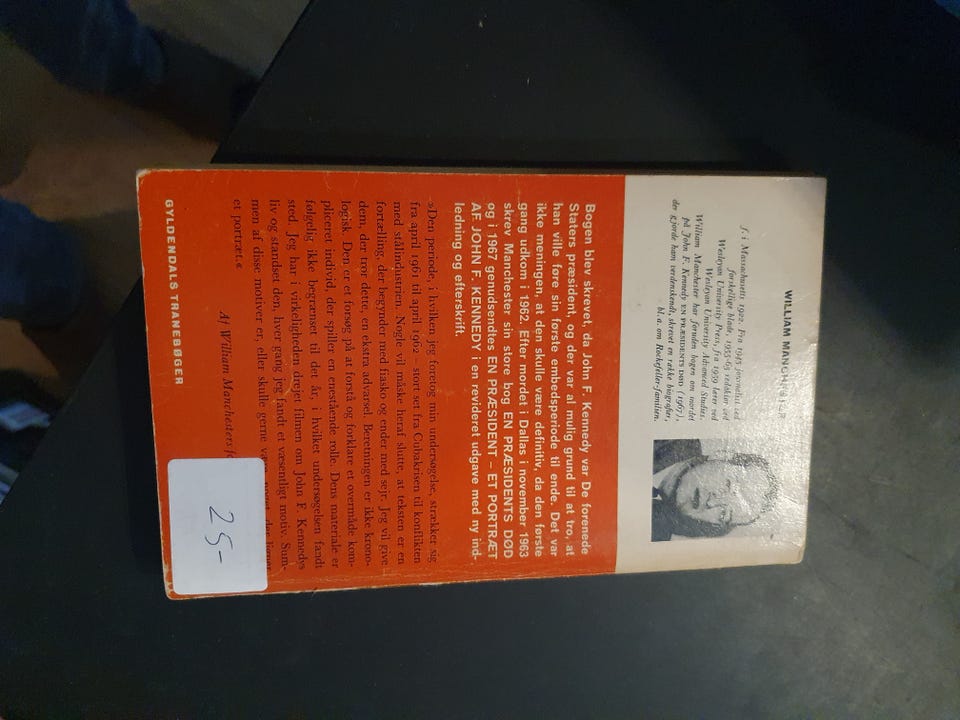 WILLIAM MANCHESTER
f. i Massachusetts 1922. Fra 1945 journalist ved
forskellige blade, 1955-65 redaktør ved
Wesleyan University Press, fra 1959 lærer ved
Wesleyan University Advanced Studies.
William Manchester har foruden bogen om mordet
på John F. Kennedy EN PRÆSIDENTS DØD (1967),
der gjorde ham verdenskendt, skrevet en række biografier,
bl. a. om Rockefeller-familien.
Bogen blev skrevet, da John F. Kennedy var De forenede
Staters præsident, og der var al mulig grund til at tro, at
han ville føre sin første embedsperiode til ende. Det var
ikke meningen, at den skulle være definitiv, da den første
gang udkom i 1962. Efter mordet i Dallas i november 1963
skrev Manchester sin store bog EN PRÆSIDENTS DØD
og i 1967 genudsendtes EN PRÆSIDENT – ET PORTRÆT
AF JOHN F. KENNEDY i en revideret udgave med ny ind-
ledning og efterskrift.
»Den periode, i hvilken jeg foretog min undersøgelse, strækker sig
fra april 1961 til april 1962 – stort set fra Cubakrisen til konflikten
med stålindustrien. Nogle vil måske heraf slutte, at teksten er en
fortælling, der begynder med fiasko og ender med sejr. Jeg vil give
dem, der tror dette, en ekstra advarsel. Beretningen er ikke krono-
logisk. Den er et forsøg på at forstå og forklare et overmåde kom-
pliceret individ, der spiller en enestående rolle. Dens materiale er
følgelig ikke begrænset til det år, i hvilket undersøgelsen fandt
sted. Jeg har i virkeligheden drejet filmen om John F. Kennedys
liv og standset den, hver gang jeg fandt et væsentligt motiv. Sum-
men af disse motiver er, eller skulle gerne være noget der ligner
et portræt.«
Af William Manchesters
GYLDENDALS TRANEBØGER
25-